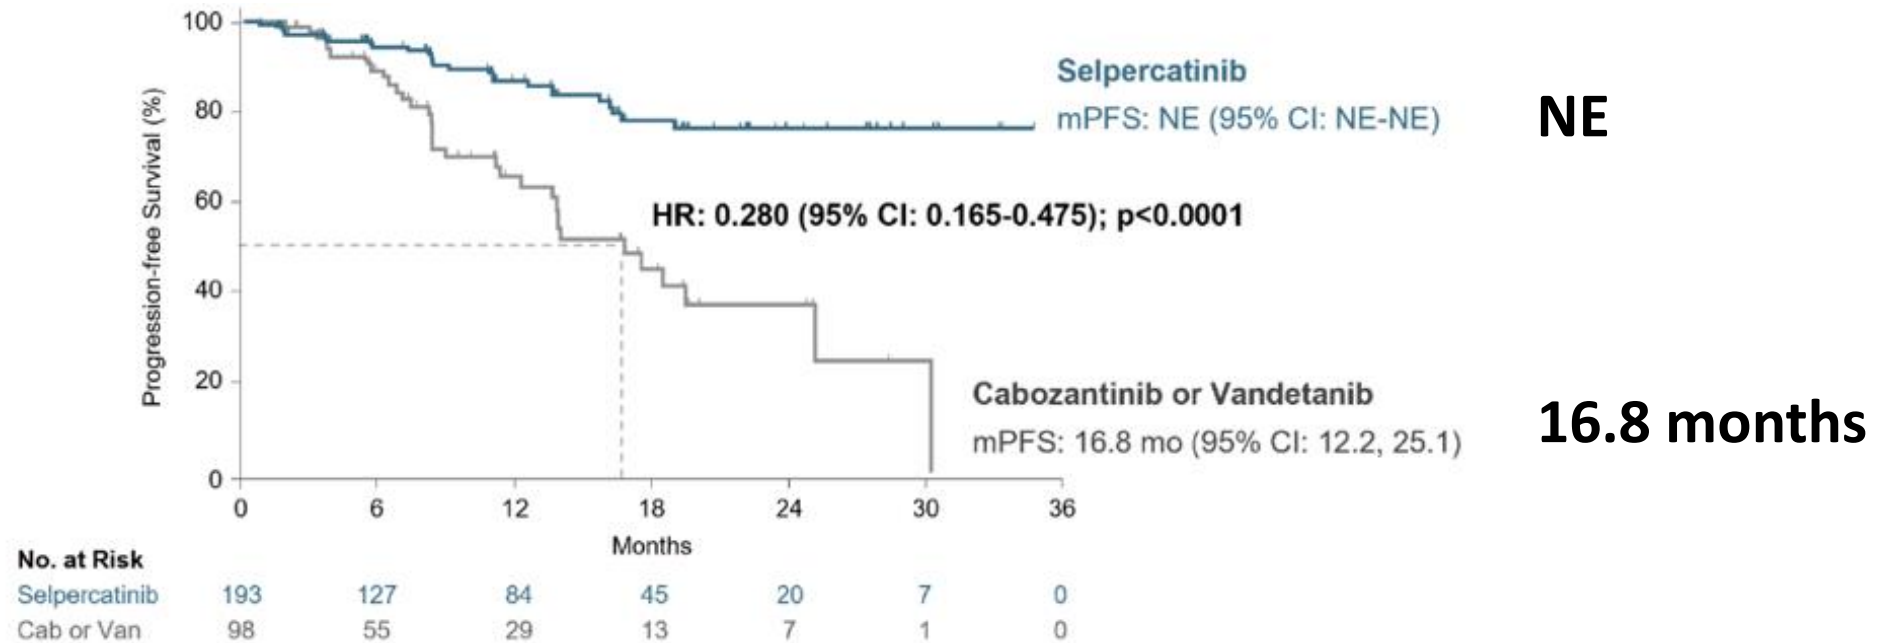 100
80
60
40
20
0
Progression-free Survival (%)
Selpercatinib
mPFS: NE (95% CI: NE-NE)
NE
HR: 0.280 (95% CI: 0.165-0.475); p<0.0001
Cabozantinib or Vandetanib
mPFS: 16.8 mo (95% CI: 12.2, 25.1)
16.8 months
0 6 12 18 24 30 36
Months
No. at Risk
Selpercatinib 193 127 84 45 20 7 0
Cab or Van 98 55 29 13 7 1 0